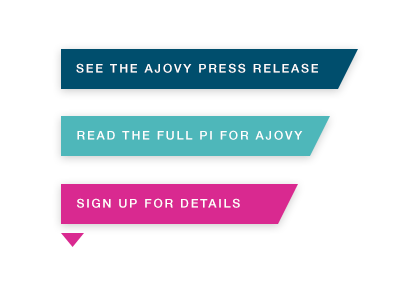 SEE THE AJOVY PRESS RELEASE
READ THE FULL PI FOR AJOVY
SIGN UP FOR DETAILS